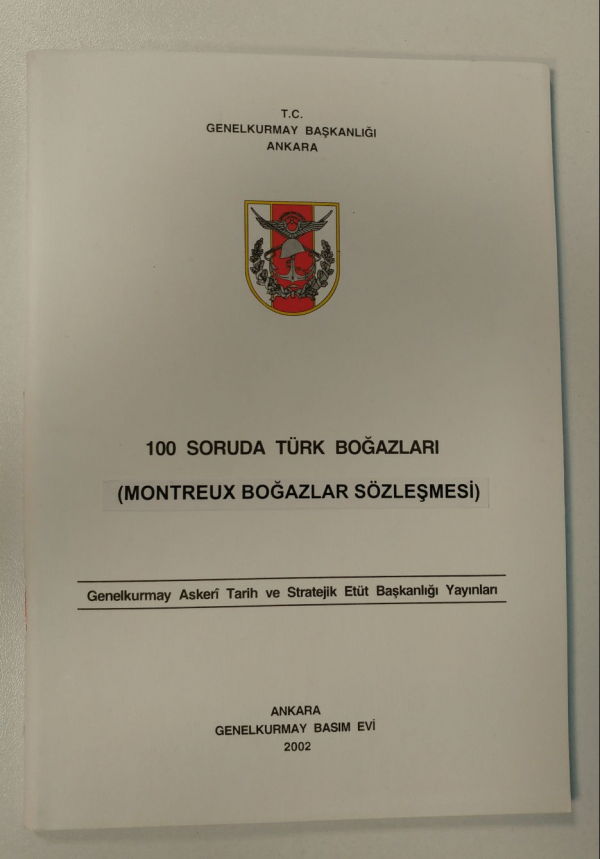 T.C.
GENELKURMAY BAŞKANLIĞI
ANKARA
100 SORUDA TÜRK BOĞAZLARI
(MONTREUX BOĞAZLAR SÖZLEŞMESİ)
Genelkurmay Askerî Tarih ve Stratejik Etüt Başkanlığı Yayınları
ANKARA
GENELKURMAY BASIM EVİ
2002